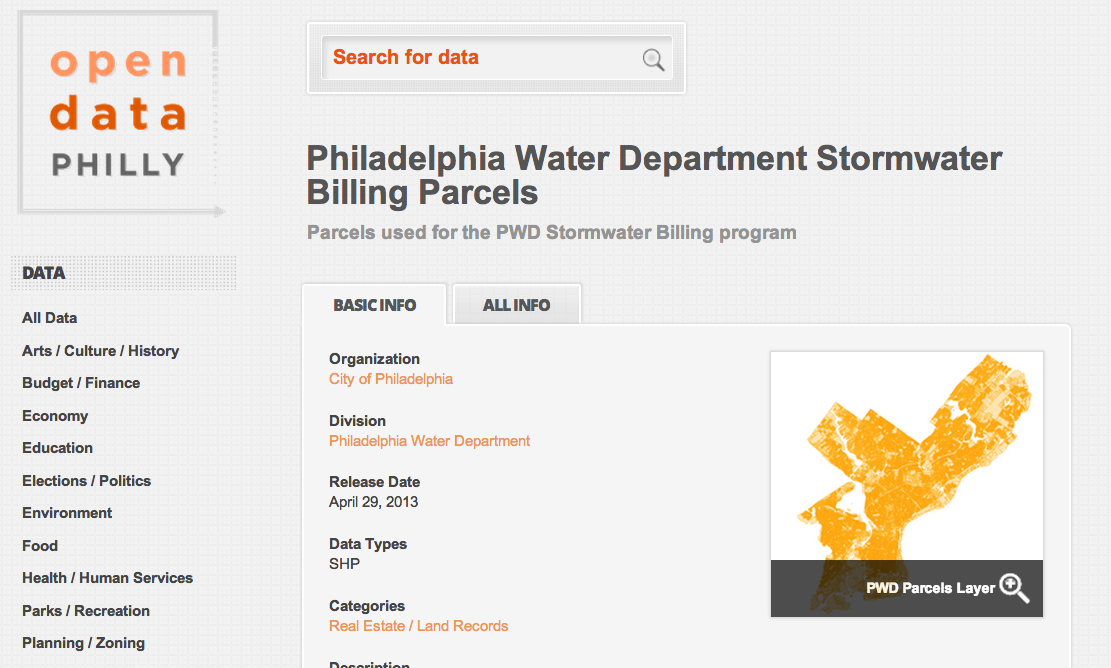 open
data
PHILLY
Search for data
Philadelphia Water Department Stormwater
Billing Parcels
Parcels used for the PWD Stormwater Billing program
DATA
All Data
Arts / Culture / History
Budget / Finance
Economy
Education
Elections / Politics
Environment
Food
Health / Human Services
Parks / Recreation
Planning / Zoning
BASIC INFO
ALL INFO
Organization
City of Philadelphia
Division
Philadelphia Water Department
Release Date
April 29, 2013
Data Types
SHP
Categories
Real Estate / Land Records
Description
PWD Parcels Layer